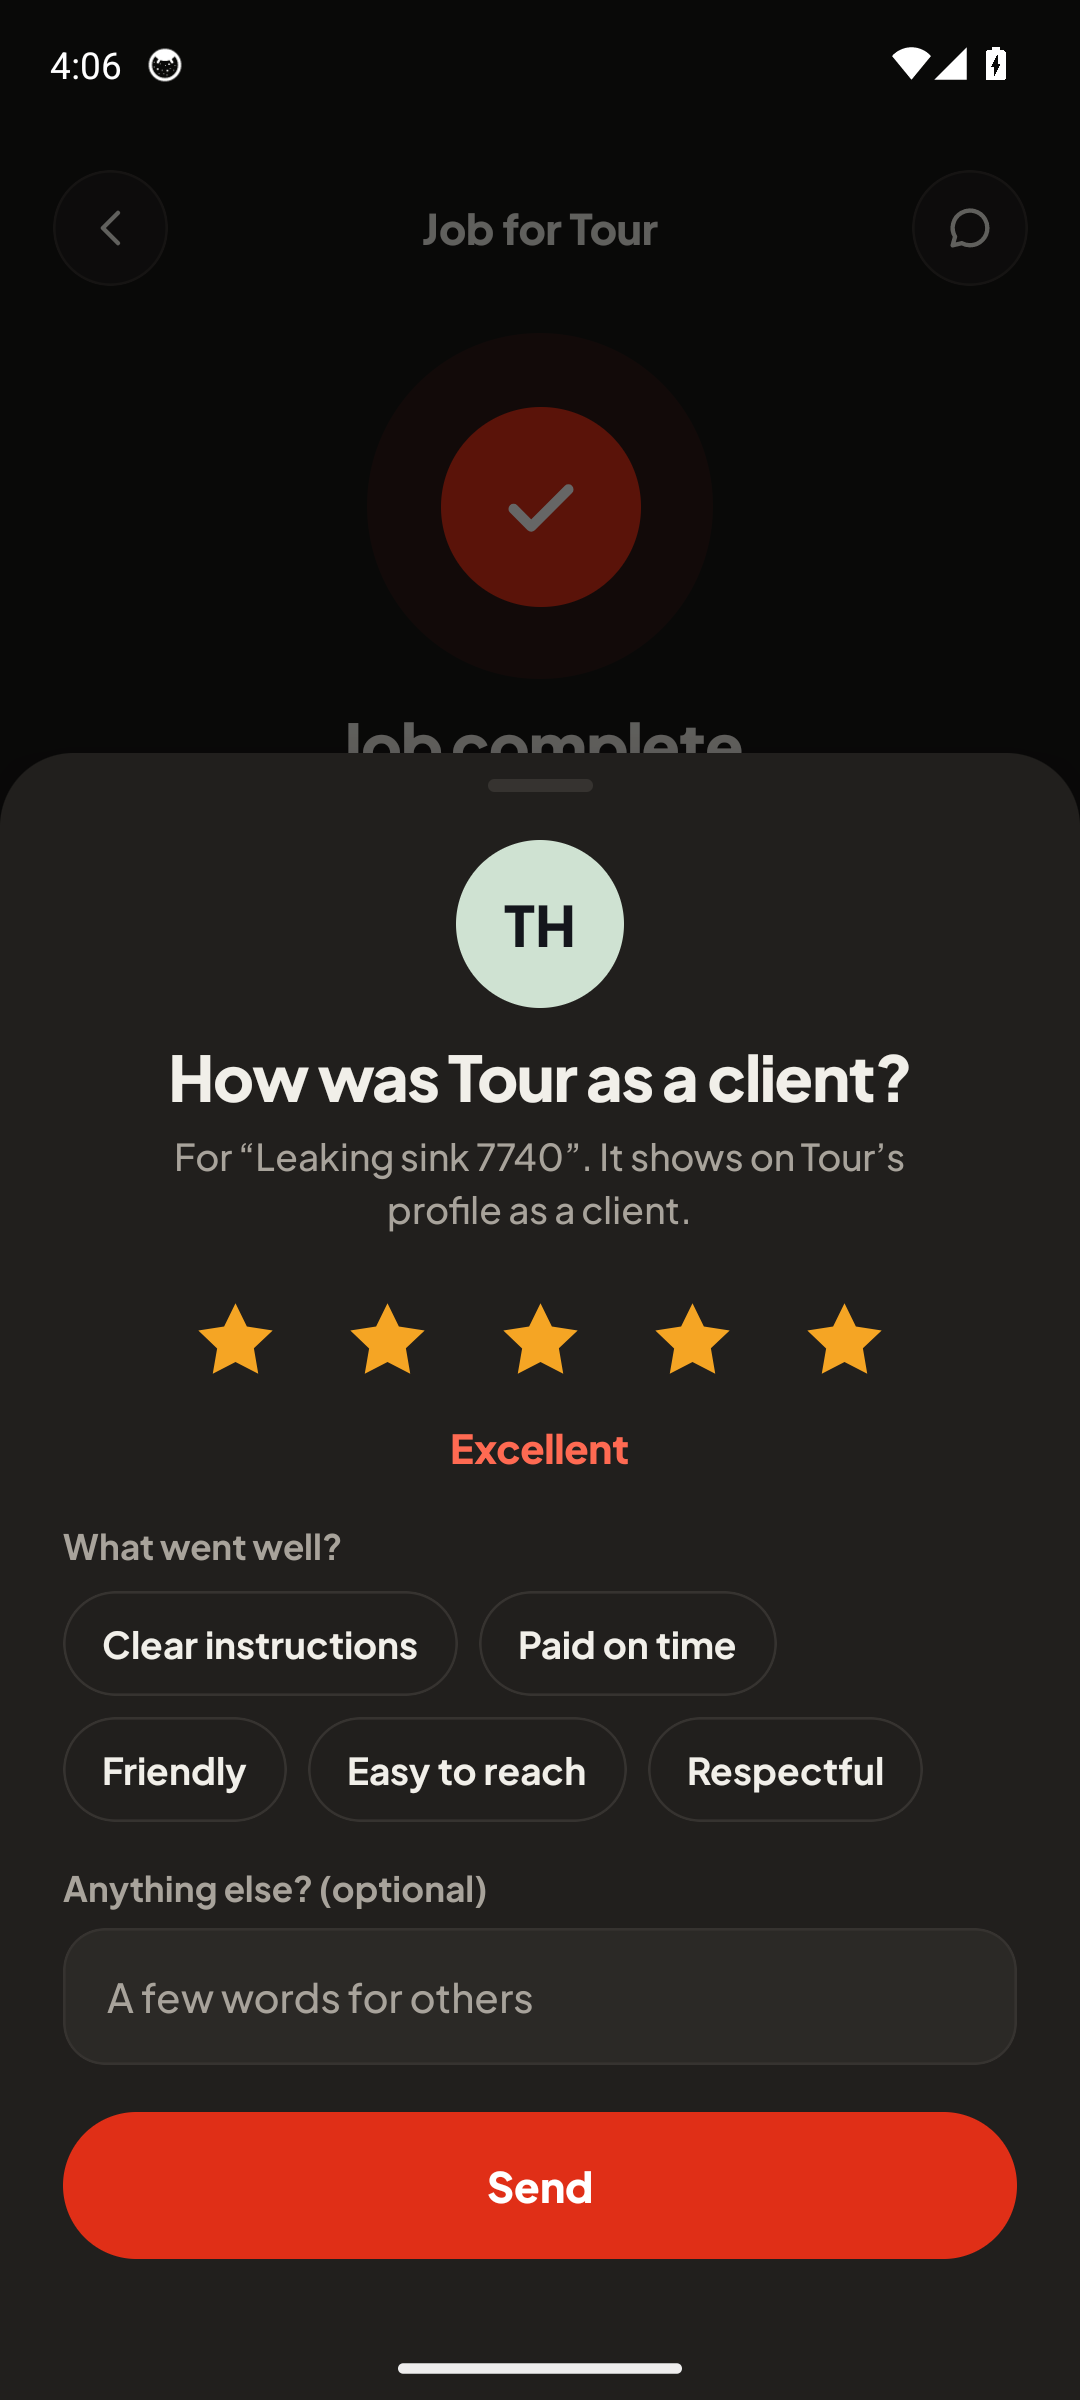 4:06
Job for Tour
Job complete
TH
How was Tour as a client?
For “Leaking sink 7740”. It shows on Tour’s
profile as a client.
Excellent
What went well?
Clear instructions
Paid on time
Friendly
Easy to reach
Respectful
Anything else? (optional)
A few words for others
Send